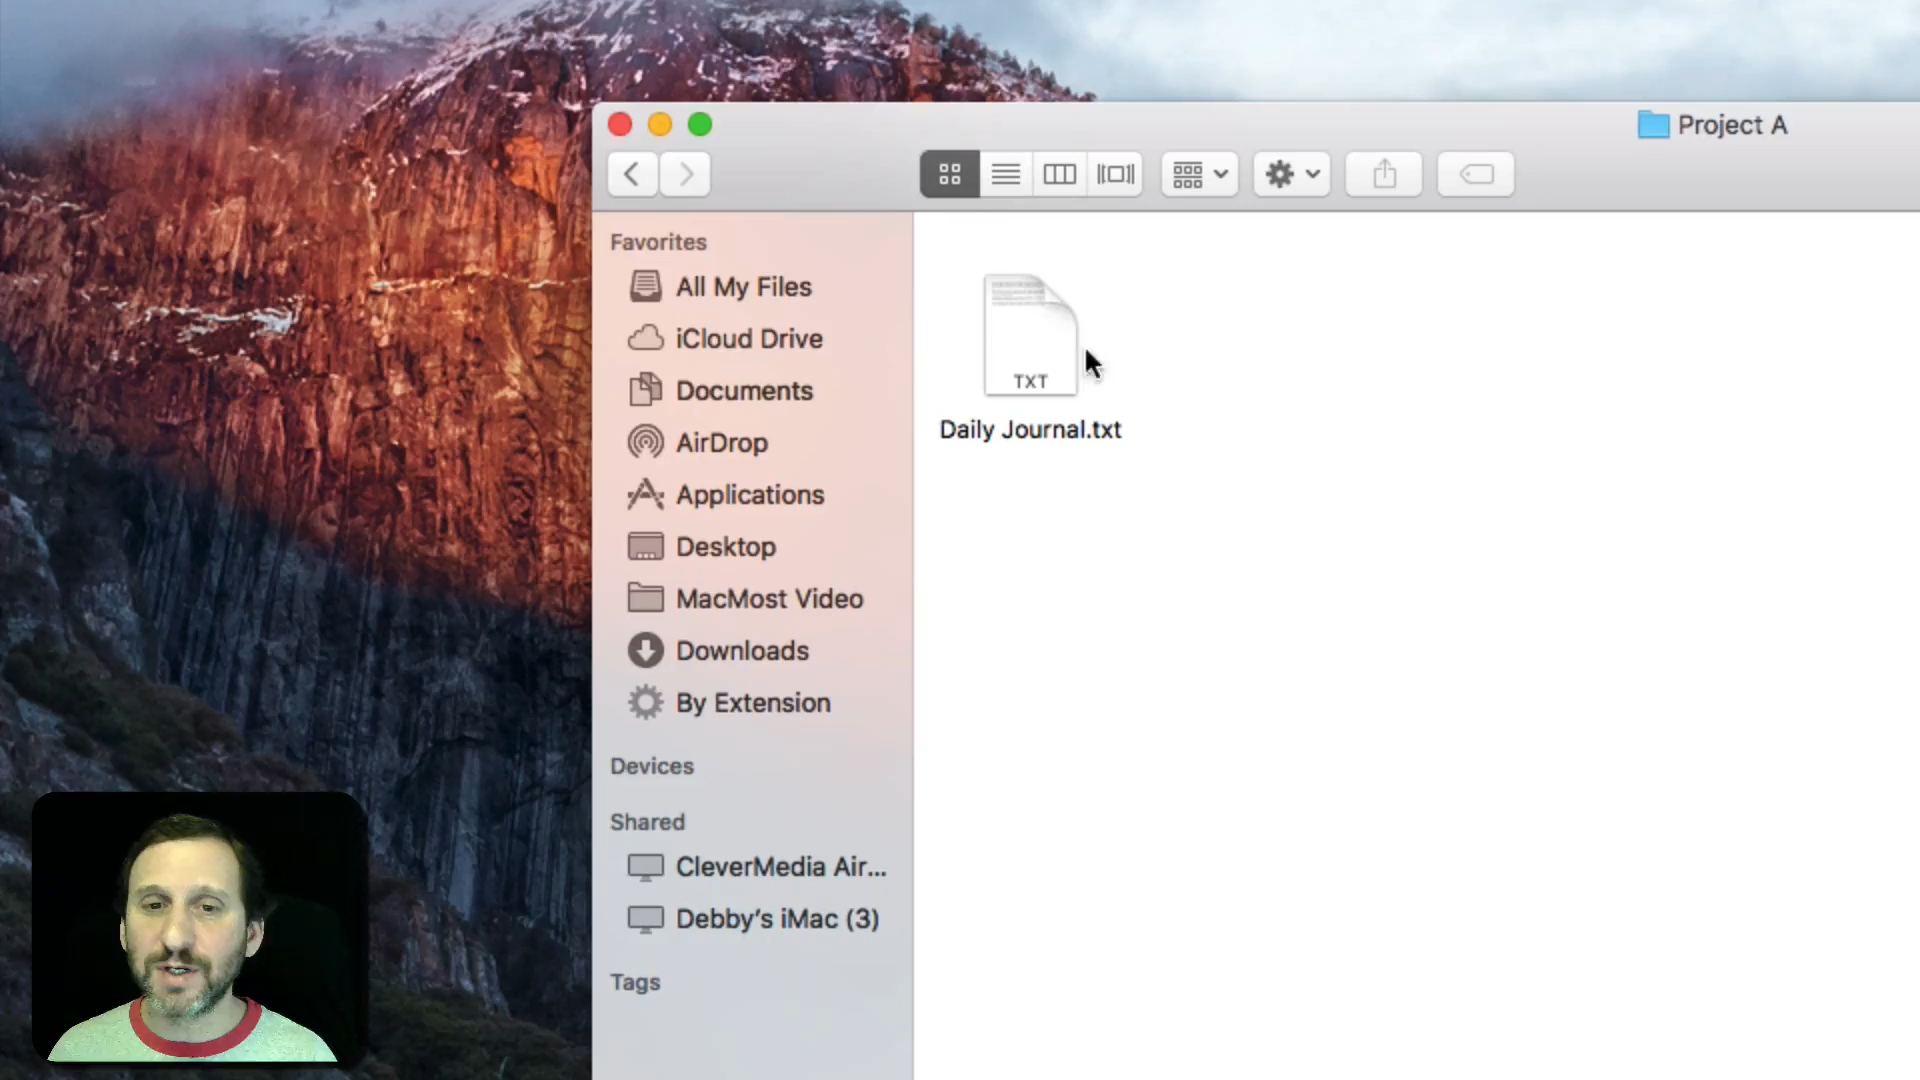 Project A
Favorites
All My Files
iCloud Drive
Documents
AirDrop
Applications
Desktop
MacMost Video
Downloads
By Extension
Devices
Shared
CleverMedia Air...
Debby's iMac (3)
Tags
TXT
Daily Journal.txt